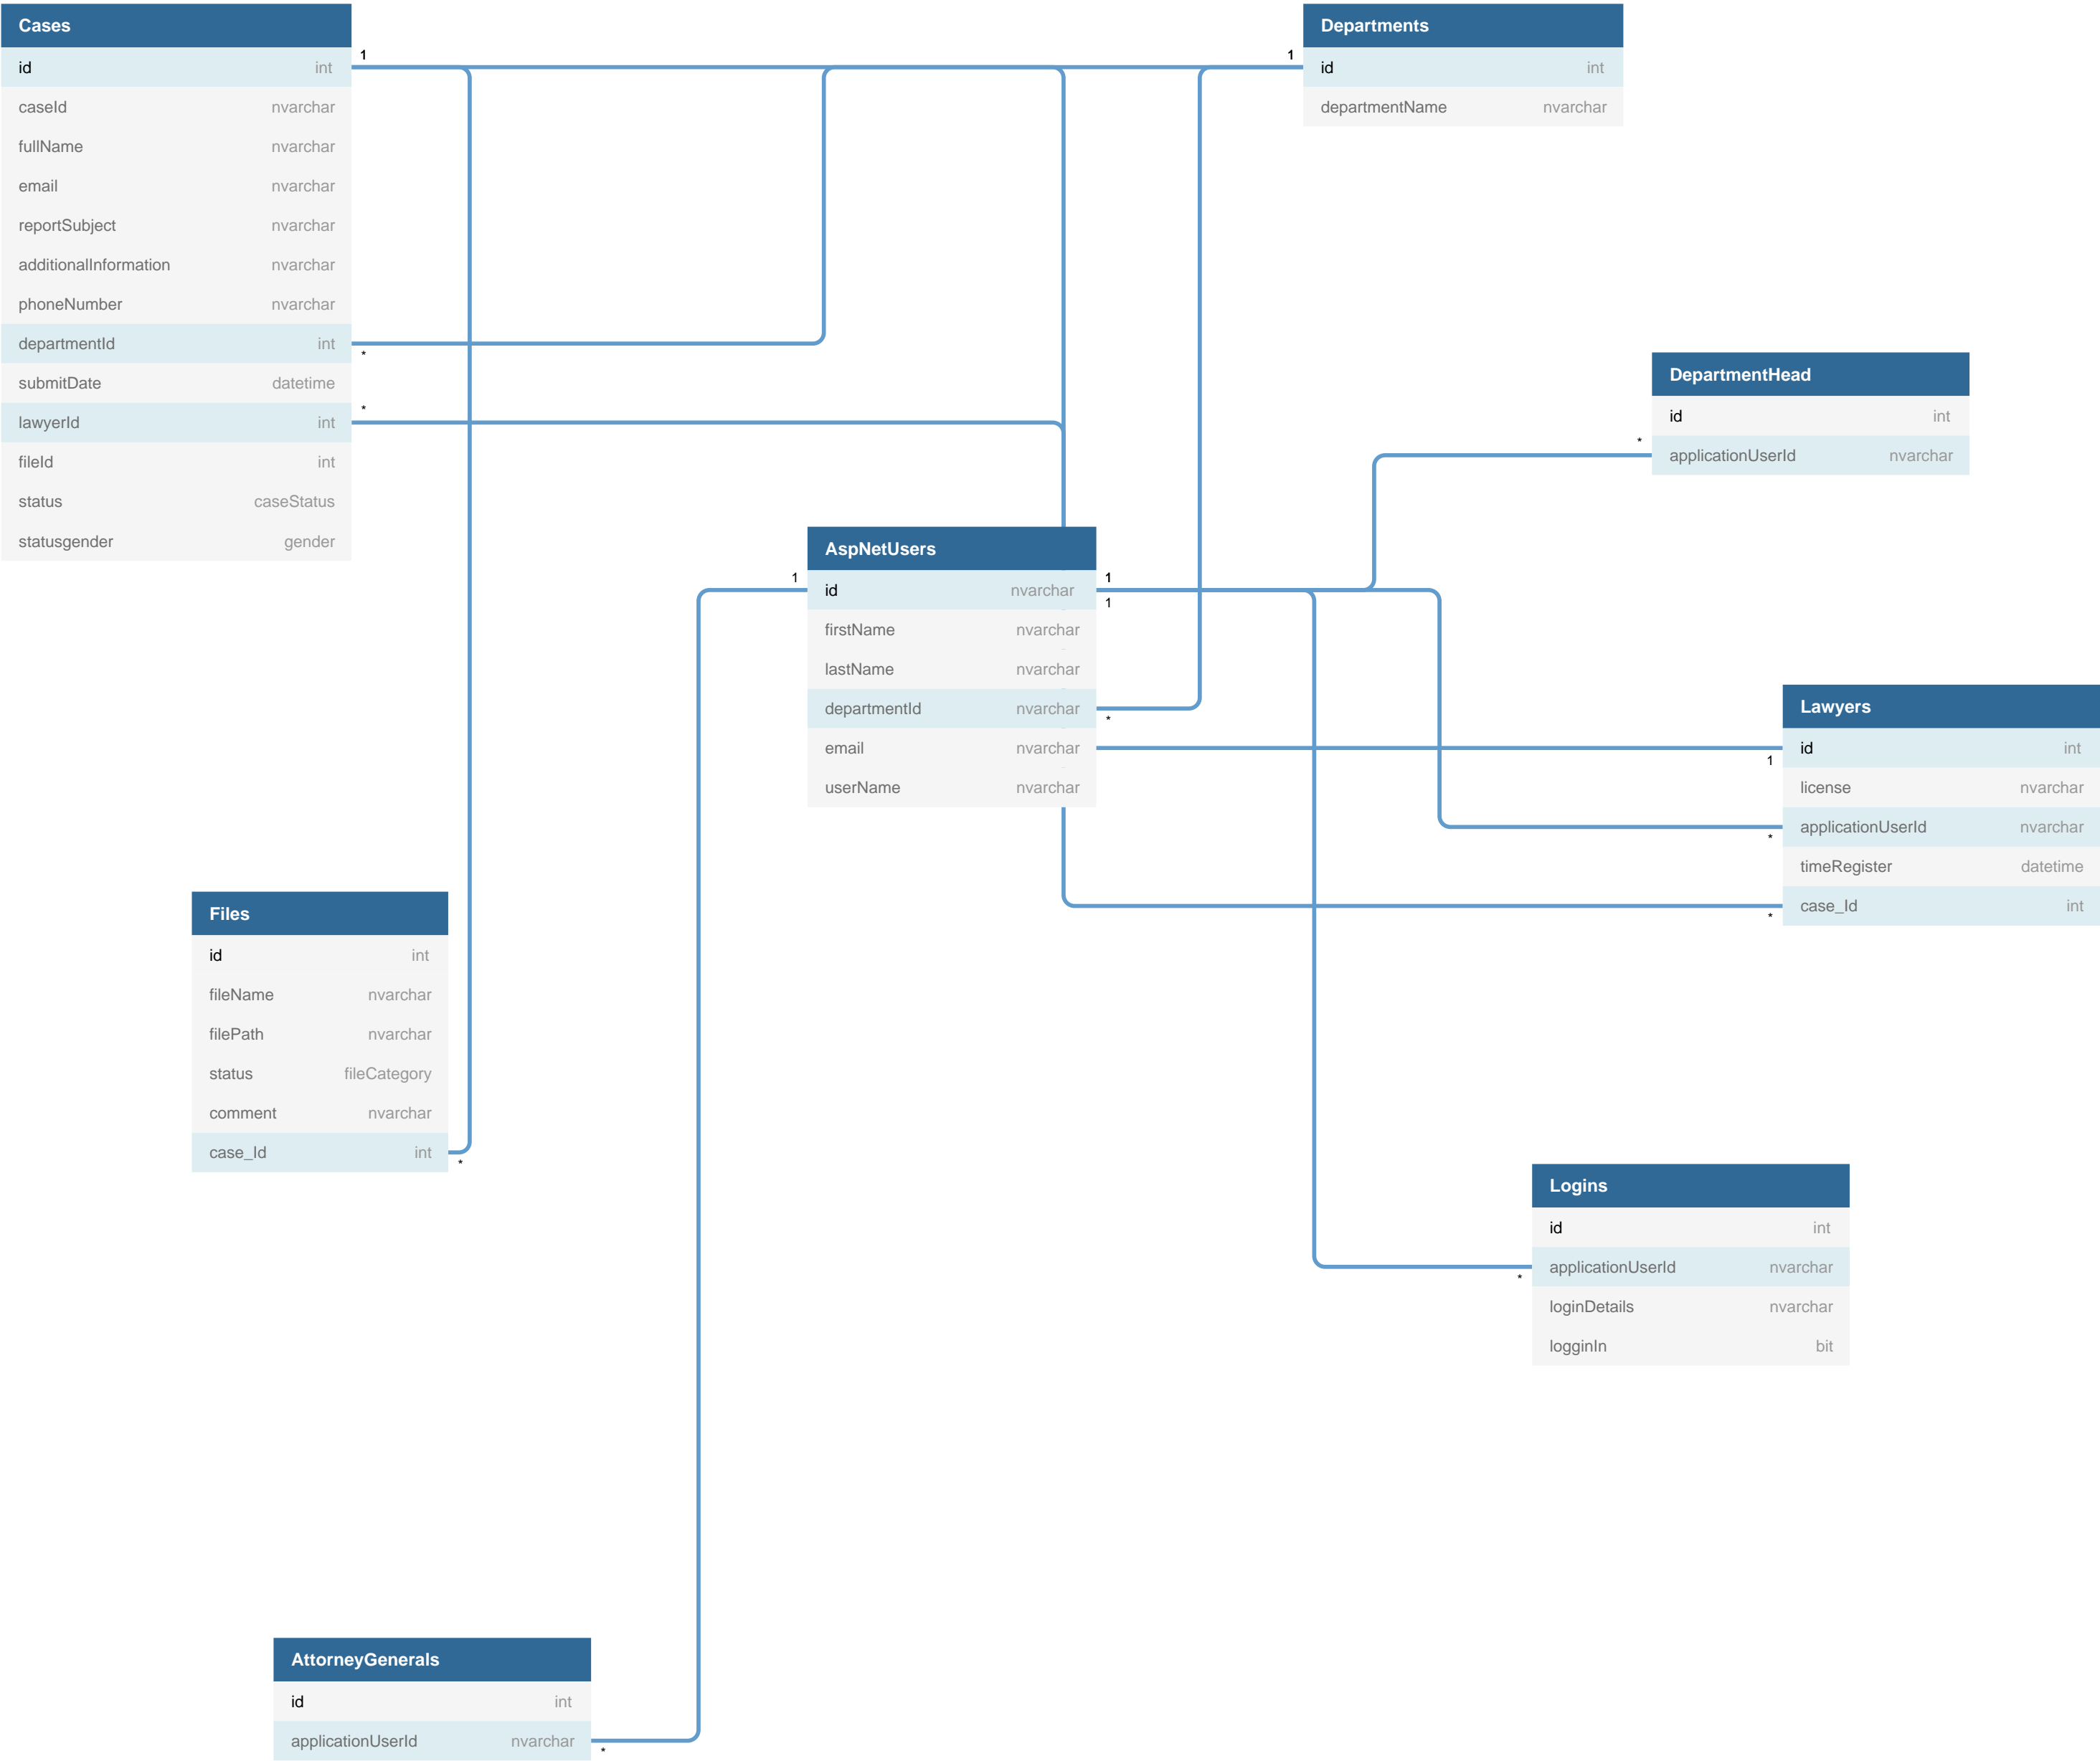 Cases
id int
caseId nvarchar
fullName nvarchar
email nvarchar
reportSubject nvarchar
additionalInformation nvarchar
phoneNumber nvarchar
departmentId int
submitDate datetime
lawyerId int
fileId int
status caseStatus
statusgender gender
1
*
*
1
Departments
id int
departmentName nvarchar
DepartmentHead
id int
applicationUserId nvarchar
*
AspNetUsers
id nvarchar
firstName nvarchar
lastName nvarchar
departmentId nvarchar
email nvarchar
userName nvarchar
1
1
1
*
Lawyers
id int
license nvarchar
applicationUserId nvarchar
timeRegister datetime
case_Id int
1
*
*
Files
id int
fileName nvarchar
filePath nvarchar
status fileCategory
comment nvarchar
case_Id int
*
Logins
id int
applicationUserId nvarchar
loginDetails nvarchar
logginIn bit
*
AttorneyGenerals
id int
applicationUserId nvarchar
*